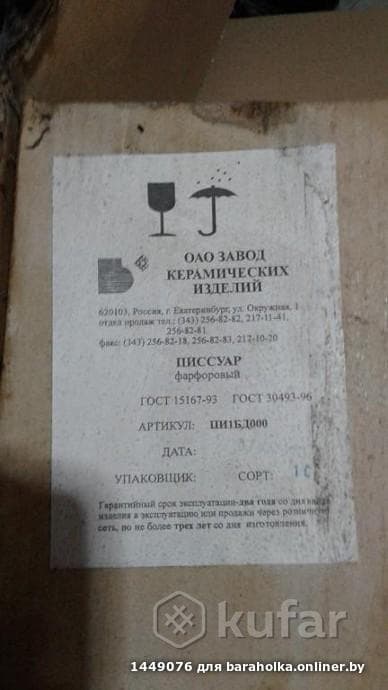 ОАО ЗАВОД
КЕРАМИЧЕСКИХ
ИЗДЕЛИЙ
620103, Россия, г. Екатеринбург, ул. Окружная, 1
отдел продаж тел.: (343) 256-82-82, 217-11-41,
256-82-81
факс: (343) 256-82-18, 256-82-83, 217-10-20
ПИССУАР
фарфоровый
ГОСТ 15167-93 ГОСТ 30493-96
АРТИКУЛ: ПИ1БД000
ДАТА:
УПАКОВЩИК: СОРТ: 1С
Гарантийный срок эксплуатации-два года со дня
изделия в эксплуатацию или продажи через
сеть, но не более трех лет со дня изготовления.
kufar
1449076 для baraholka.onliner.by